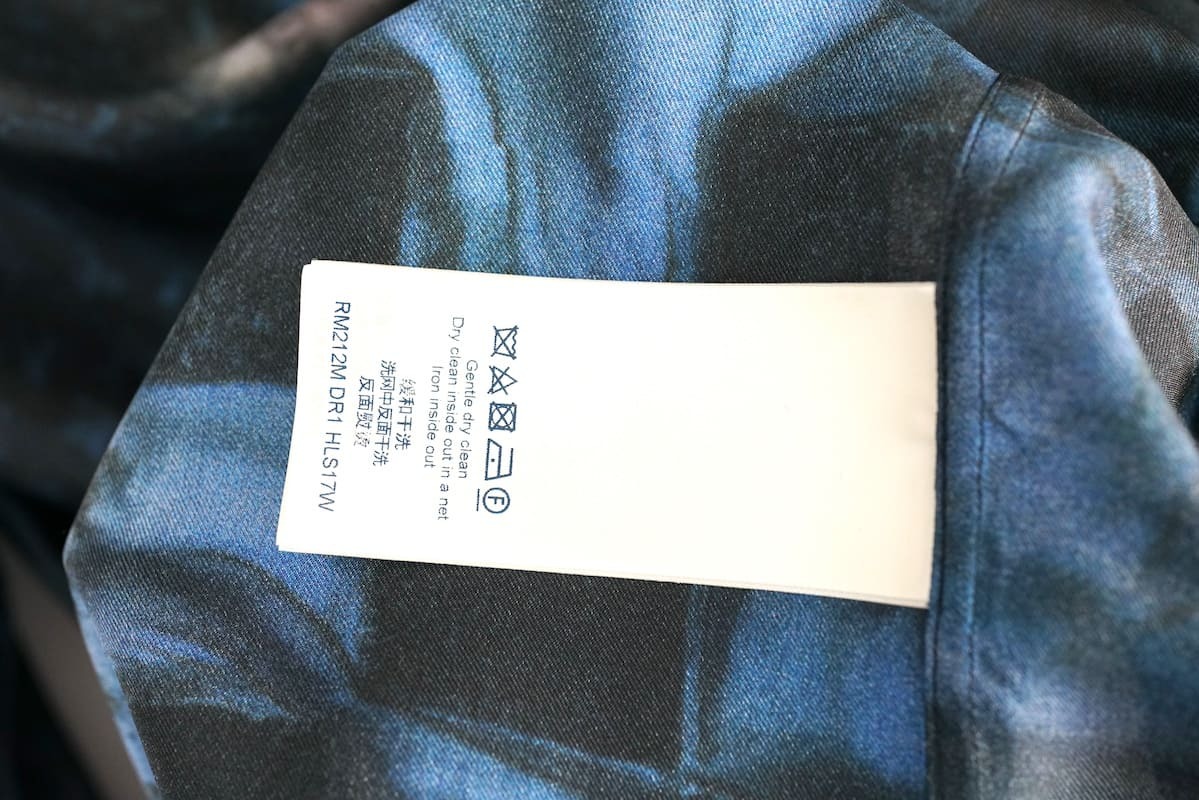 Gentle dry clean
Dry clean inside out in a net
Iron inside out
缓和干洗
洗网中反面干洗
反面熨烫
RM212M DR1 HLS17W